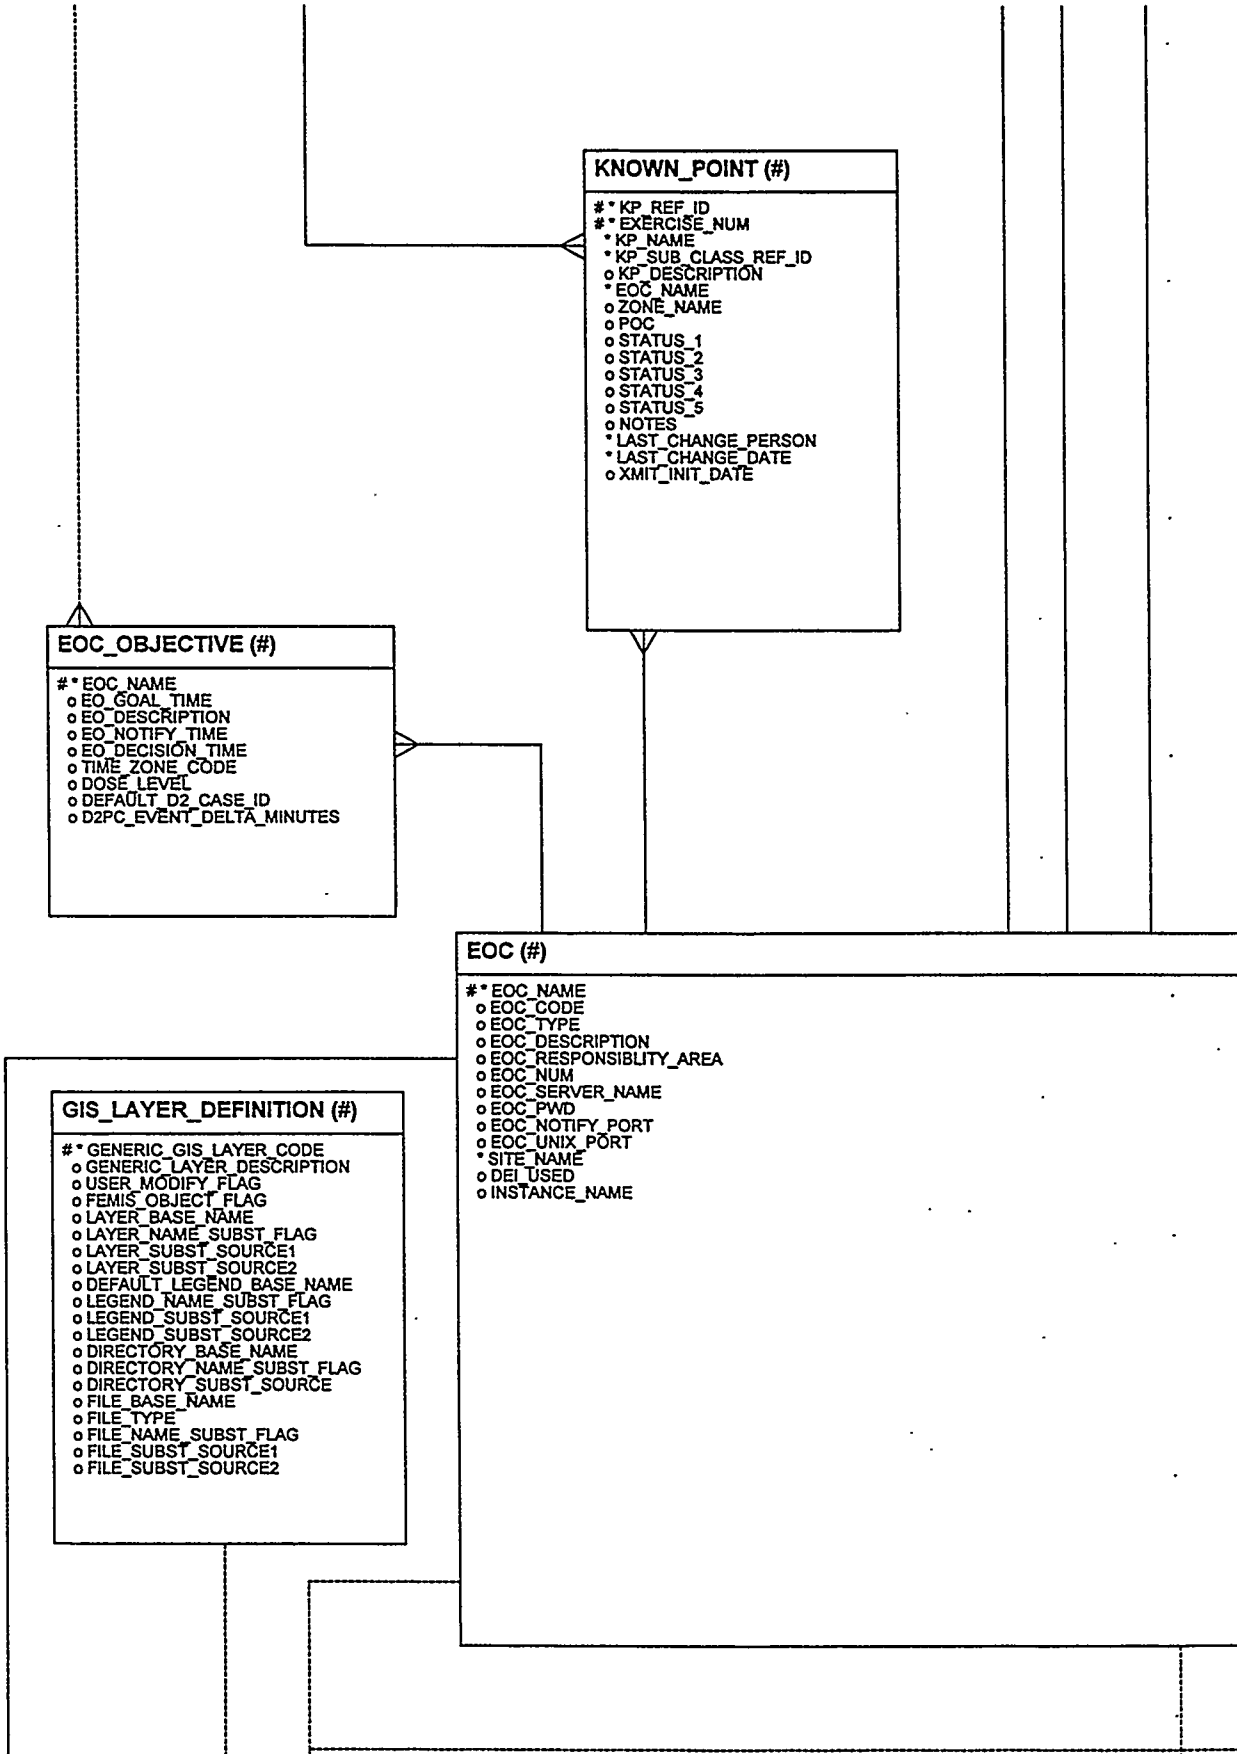 KNOWN_POINT (#)
# * KP_REF_ID
# * EXERCISE_NUM
* KP_NAME
* KP_SUB_CLASS_REF_ID
o KP_DESCRIPTION
* EOC_NAME
o ZONE_NAME
o POC
o STATUS_1
o STATUS_2
o STATUS_3
o STATUS_4
o STATUS_5
o NOTES
* LAST_CHANGE_PERSON
* LAST_CHANGE_DATE
o XMIT_INIT_DATE
EOC_OBJECTIVE (#)
# * EOC_NAME
o EO_GOAL_TIME
o EO_DESCRIPTION
o EO_NOTIFY_TIME
o EO_DECISION_TIME
o TIME_ZONE_CODE
o DOSE_LEVEL
o DEFAULT_D2_CASE_ID
o D2PC_EVENT_DELTA_MINUTES
EOC (#)
# * EOC_NAME
o EOC_CODE
o EOC_TYPE
o EOC_DESCRIPTION
o EOC_RESPONSIBLITY_AREA
o EOC_NUM
o EOC_SERVER_NAME
o EOC_PWD
o EOC_NOTIFY_PORT
o EOC_UNIX_PORT
* SITE_NAME
o DEI_USED
o INSTANCE_NAME
GIS_LAYER_DEFINITION (#)
# * GENERIC_GIS_LAYER_CODE
o GENERIC_LAYER_DESCRIPTION
o USER_MODIFY_FLAG
o FEMIS_OBJECT_FLAG
o LAYER_BASE_NAME
o LAYER_NAME_SUBST_FLAG
o LAYER_SUBST_SOURCE1
o LAYER_SUBST_SOURCE2
o DEFAULT_LEGEND_BASE_NAME
o LEGEND_NAME_SUBST_FLAG
o LEGEND_SUBST_SOURCE1
o LEGEND_SUBST_SOURCE2
o DIRECTORY_BASE_NAME
o DIRECTORY_NAME_SUBST_FLAG
o DIRECTORY_SUBST_SOURCE
o FILE_BASE_NAME
o FILE_TYPE
o FILE_NAME_SUBST_FLAG
o FILE_SUBST_SOURCE1
o FILE_SUBST_SOURCE2